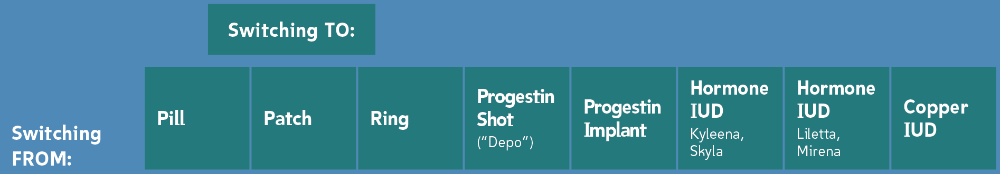 Switching TO:
Switching
FROM:
Pill
Patch
Ring
Progestin
Shot
(“Depo”)
Progestin
Implant
Hormone
IUD
Kyleena,
Skyla
Hormone
IUD
Liletta,
Mirena
Copper
IUD